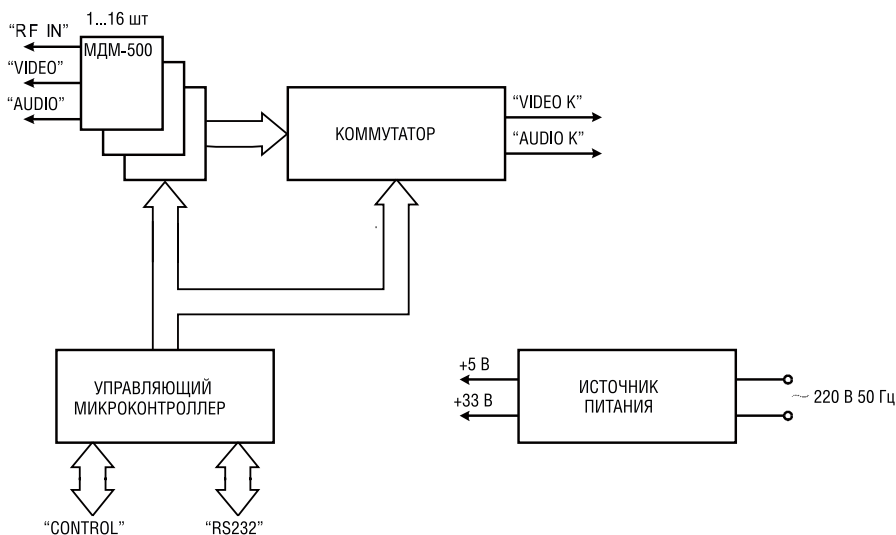 1...16 шт
“RF IN”
МДМ-500
“VIDEO”
“AUDIO”
КОММУТАТОР
“VIDEO K”
“AUDIO K”
УПРАВЛЯЮЩИЙ
МИКРОКОНТРОЛЛЕР
+5 В
+33 В
ИСТОЧНИК
ПИТАНИЯ
~ 220 В 50 Гц
“CONTROL”
“RS232”